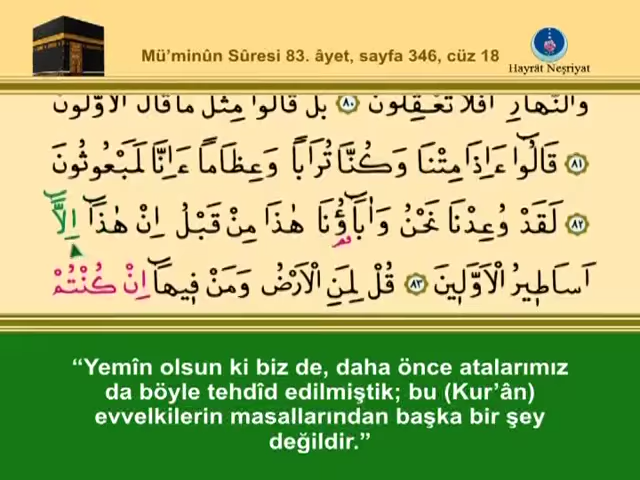 Mü’minûn Sûresi 83. âyet, sayfa 346, cüz 18
Hayrât Neşriyat
وَالنَّهَارِ اَفَلَا تَعْقِلُونَ ٨٠ بَلْ قَالُوا مِثْلَ مَا قَالَ الْاَوَّلُونَ
٨١ قَالُٓوا ءَاِذَا مِتْنَا وَكُنَّا تُرَاباً وَعِظَاماً ءَاِنَّا لَمَبْعُوثُونَ
٨٢ لَقَدْ وُعِدْنَا نَحْنُ وَاٰبَٓاؤُ۬نَا هٰذَا مِنْ قَبْلُ اِنْ هٰذَٓا اِلَّٓا
اَسَاطٖيرُ الْاَوَّلٖينَ ٨٣ قُلْ لِمَنِ الْاَرْضُ وَمَنْ فٖيهَٓا اِنْ كُنْتُمْ
“Yemîn olsun ki biz de, daha önce atalarımız
da böyle tehdîd edilmiştik; bu (Kur’ân)
evvelkilerin masallarından başka bir şey
değildir.”